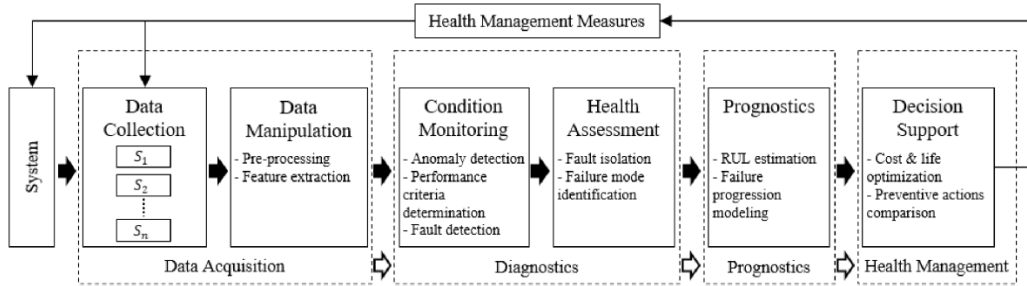 Health Management Measures
System
Data
Collection
S₁
S₂
Sₙ
Data
Manipulation
- Pre-processing
- Feature extraction
Data Acquisition
Condition
Monitoring
- Anomaly detection
- Performance
criteria
determination
- Fault detection
Health
Assessment
- Fault isolation
- Failure mode
identification
Diagnostics
Prognostics
- RUL estimation
- Failure
progression
modeling
Prognostics
Decision
Support
- Cost & life
optimization
- Preventive actions
comparison
Health Management